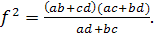 f² = (ab+cd)(ac+bd) / ad+bc.